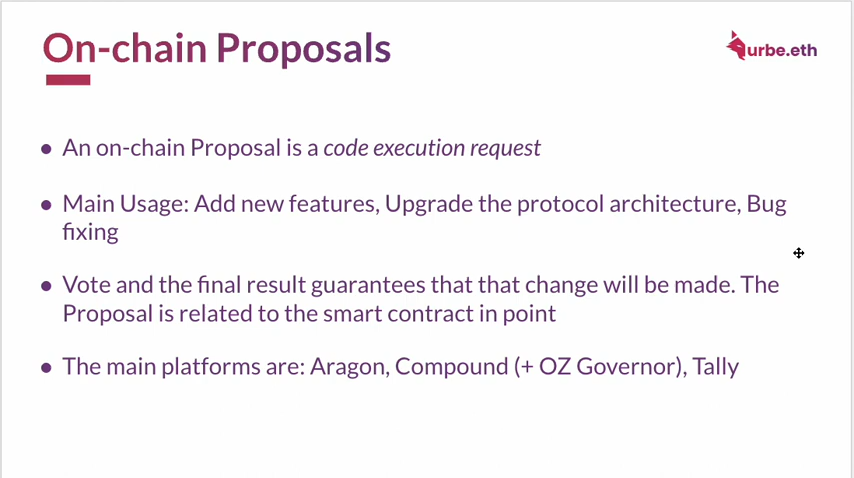 On-chain Proposals
urbe.eth
● An on-chain Proposal is a code execution request
● Main Usage: Add new features, Upgrade the protocol architecture, Bug
fixing
● Vote and the final result guarantees that that change will be made. The
Proposal is related to the smart contract in point
● The main platforms are: Aragon, Compound (+ OZ Governor), Tally